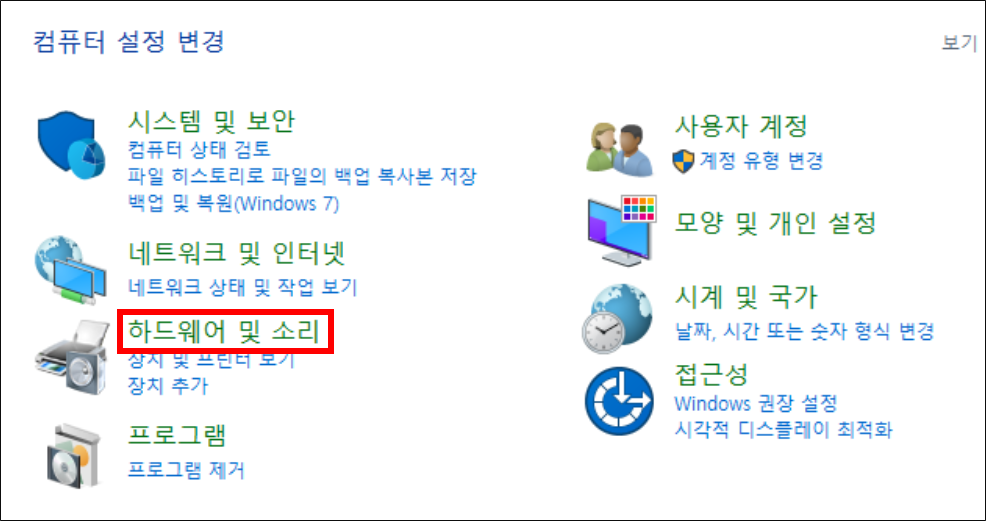 컴퓨터 설정 변경
보기
시스템 및 보안
컴퓨터 상태 검토
파일 히스토리로 파일의 백업 복사본 저장
백업 및 복원(Windows 7)
네트워크 및 인터넷
네트워크 상태 및 작업 보기
하드웨어 및 소리
장치 및 프린터 보기
장치 추가
프로그램
프로그램 제거
사용자 계정
계정 유형 변경
모양 및 개인 설정
시계 및 국가
날짜, 시간 또는 숫자 형식 변경
접근성
Windows 권장 설정
시각적 디스플레이 최적화